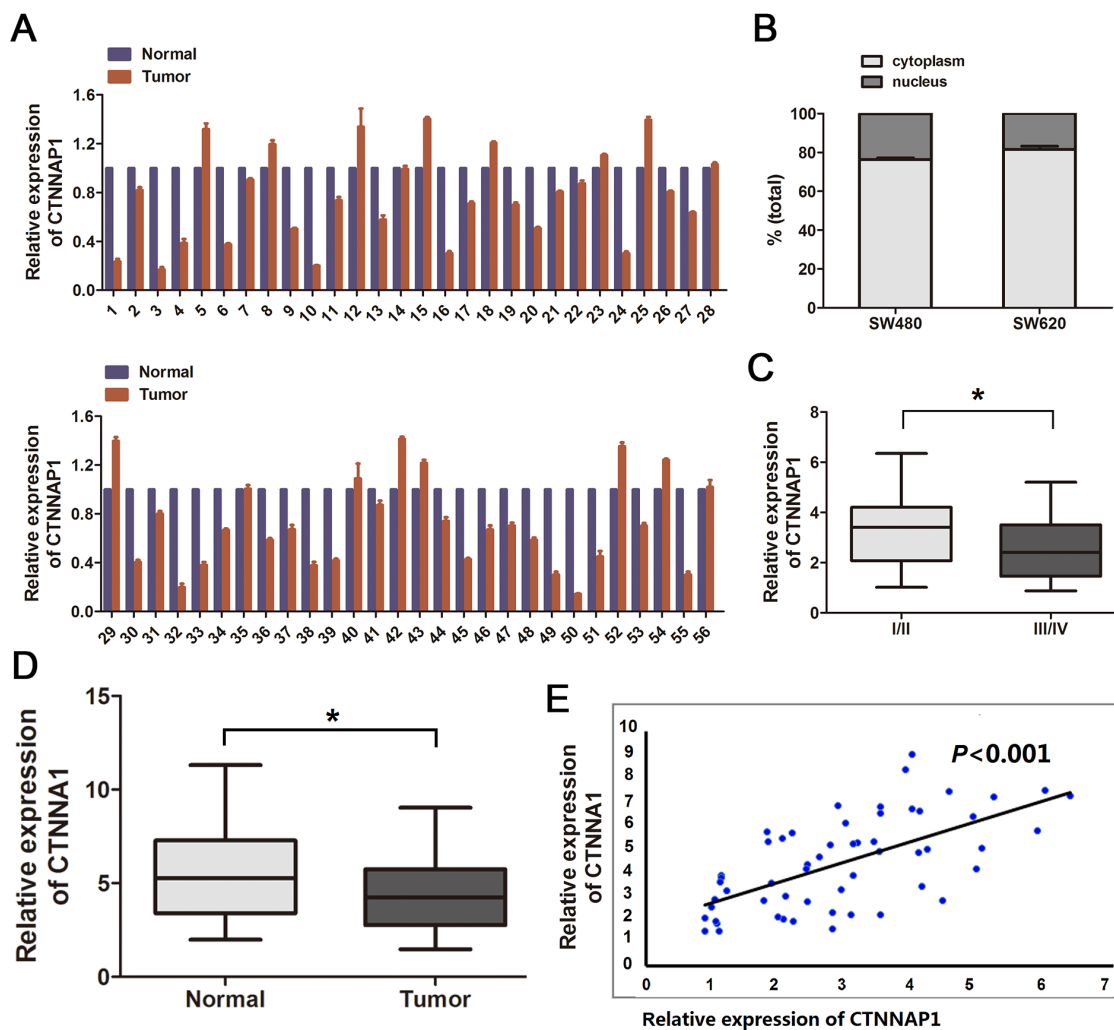 A
Normal
Tumor
Relative expression
of CTNNAP1
1.6
1.2
0.8
0.4
0.0
1 2 3 4 5 6 7 8 9 10 11 12 13 14 15 16 17 18 19 20 21 22 23 24 25 26 27 28
Normal
Tumor
Relative expression
of CTNNAP1
1.6
1.2
0.8
0.4
0.0
29 30 31 32 33 34 35 36 37 38 39 40 41 42 43 44 45 46 47 48 49 50 51 52 53 54 55 56
B
cytoplasm
nucleus
% (total)
100
80
60
40
20
0
SW480 SW620
C
*
Relative expression
of CTNNAP1
8
6
4
2
0
I/II III/IV
D
*
Relative expression
of CTNNA1
15
10
5
0
Normal Tumor
E
P<0.001
Relative expression
of CTNNA1
10
9
8
7
6
5
4
3
2
1
0
0 1 2 3 4 5 6 7
Relative expression of CTNNAP1